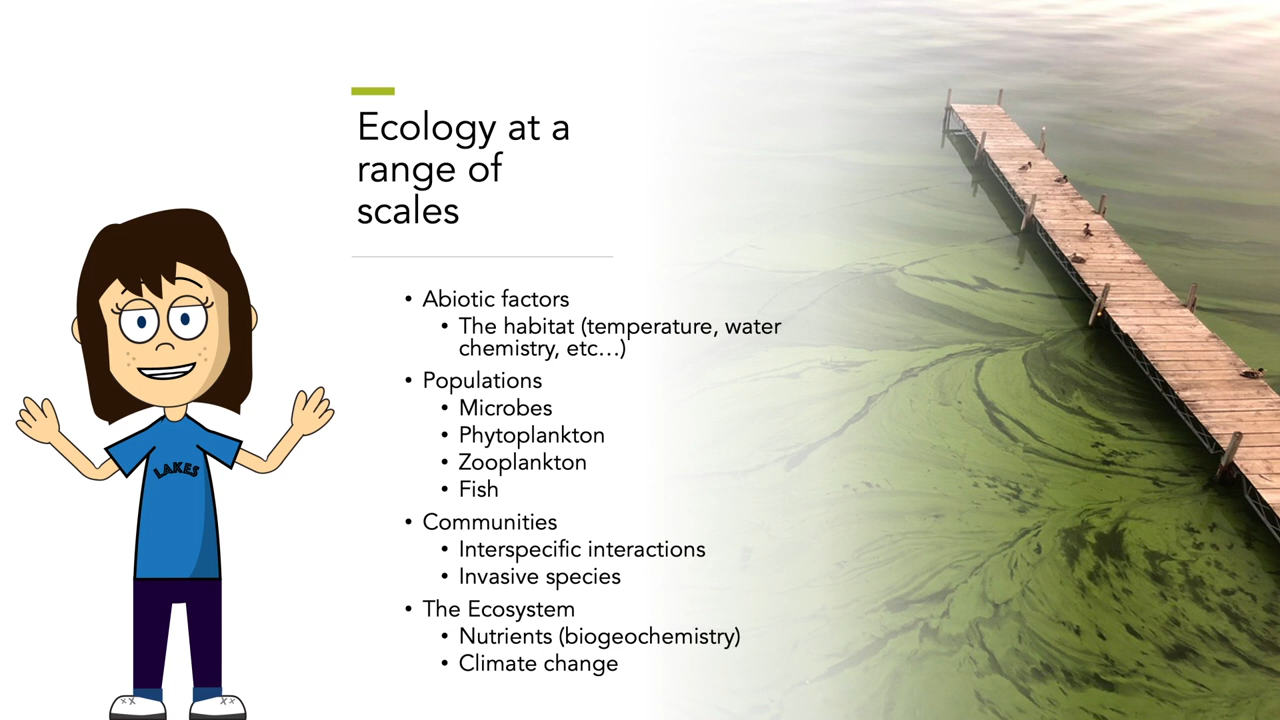 Ecology at a
range of
scales
• Abiotic factors
• The habitat (temperature, water
chemistry, etc…)
• Populations
• Microbes
• Phytoplankton
• Zooplankton
• Fish
• Communities
• Interspecific interactions
• Invasive species
• The Ecosystem
• Nutrients (biogeochemistry)
• Climate change
LAKES